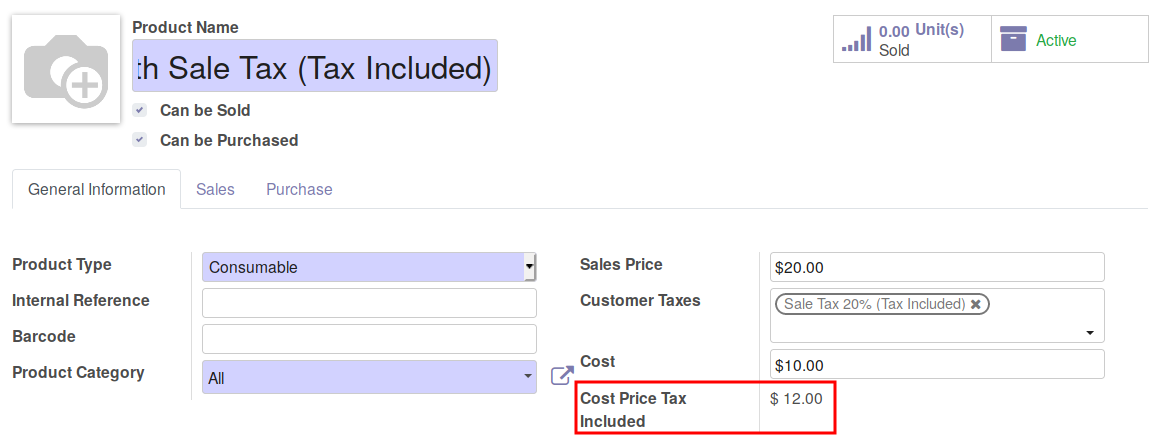 Product Name
th Sale Tax (Tax Included)
0.00 Unit(s)
Sold
Active
Can be Sold
Can be Purchased
General Information
Sales
Purchase
Product Type
Consumable
Internal Reference
Barcode
Product Category
All
Sales Price
$20.00
Customer Taxes
Sale Tax 20% (Tax Included) ✖
Cost
$10.00
Cost Price Tax
Included
$ 12.00